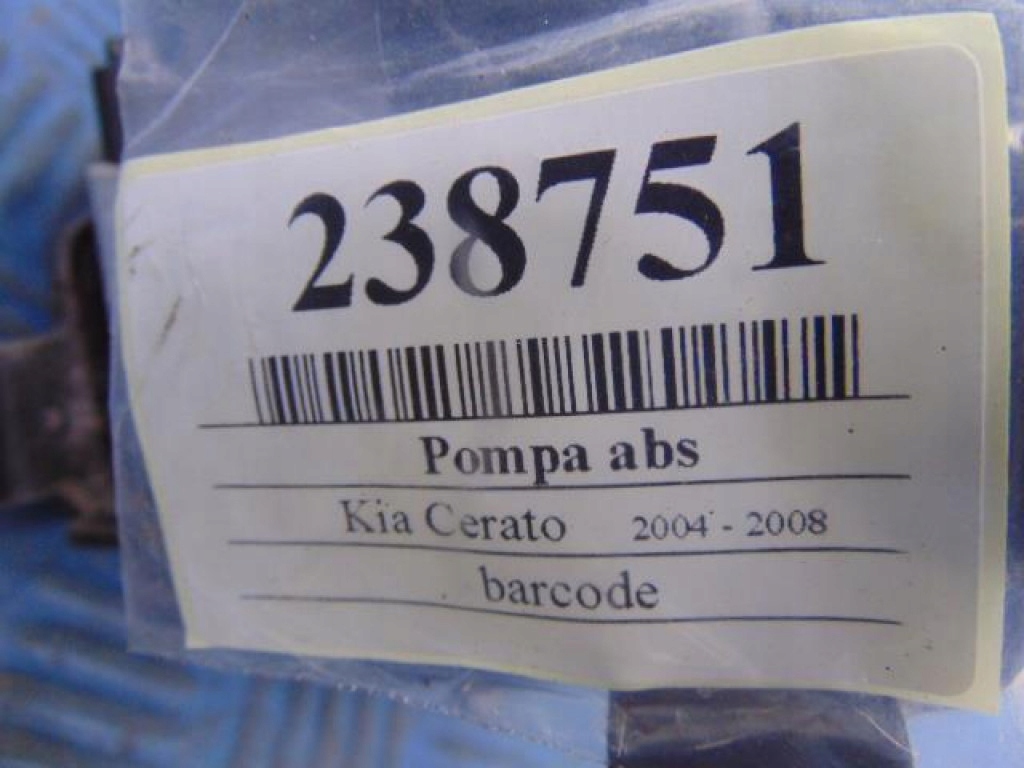 238751
Pompa abs
Kia Cerato 2004 - 2008
barcode